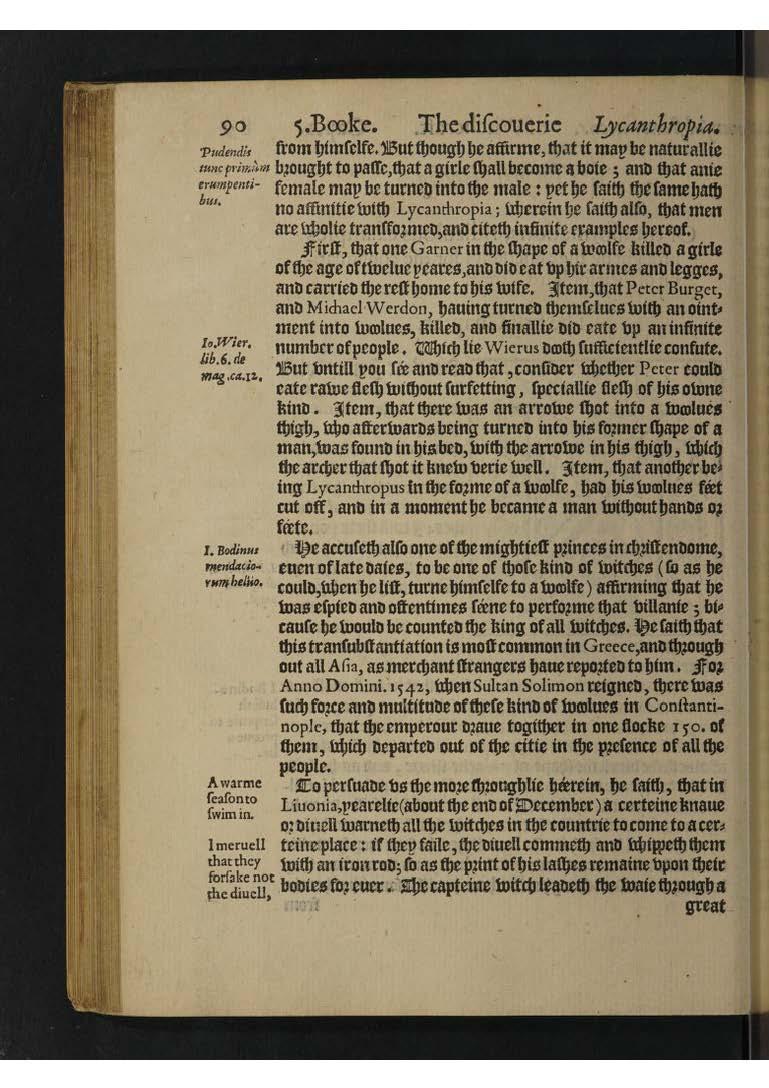 90 5.Booke. The discouerie Lycanthropia.
Pudendis
tunc primùm
erumpenti-
bus.
from himselfe. But though he affirme, that it may be naturallie
brought to passe, that a girle shall become a boie; and that anie
female may be turned into the male: yet he saith the same hath
no affinitie with Lycanthropia; wherein he saith also, that men
are wholie transformed, and citeth infinite examples hereof.
First, that one Garner in the shape of a woolfe killed a girle
of the age of twelue yeares, and did eat vp hir armes and legges,
and carried the rest home to his wife. Item, that Peter Burget,
and Michael Werdon, hauing turned themselues with an oint-
ment into woolues, killed, and finallie did eate vp an infinite
Io.Wier.
lib.6. de
mag.ca.12.
number of people. Which lie Wierus dooth sufficientlie confute.
But vntill you sée and read that, consider whether Peter could
eate rawe flesh without surfetting, speciallie flesh of his owne
kind. Item, that there was an arrowe shot into a woolues
thigh, who afterwards being turned into his former shape of a
man, was found in his bed, with the arrowe in his thigh, which
the archer that shot it knew verie well. Item, that another be-
ing Lycanthropus in the forme of a woolfe, had his woolues féet
cut off, and in a moment he became a man without hands or
féete.
I. Bodinus
mendacio-
rum helluo.
He accuseth also one of the mightiest princes in christendome,
euen of late daies, to be one of those kind of witches (so as he
could, when he list, turne himselfe to a woolfe) affirming that he
was espied and oftentimes séene to performe that villanie; bi-
cause he would be counted the king of all witches. He saith that
this transubstantiation is most common in Greece, and through
out all Asia, as merchant strangers haue reported to him. For
Anno Domini. 1542, when Sultan Solimon reigned, there was
such force and multitude of these kind of woolues in Constanti-
nople, that the emperour draue togither in one flocke 150. of
them, which departed out of the citie in the presence of all the
people.
A warme
season to
swim in.
To persuade vs the more throughlie héerein, he saith, that in
Liuonia, yearelie (about the end of December) a certeine knaue
or diuell warneth all the witches in the countrie to come to a cer-
I meruell
that they
forsake not
the diuell,
teine place: if they faile, the diuell commeth and whippeth them
with an iron rod; so as the print of his lashes remaine vpon their
bodies for euer. The capteine witch leadeth the waie through a
great